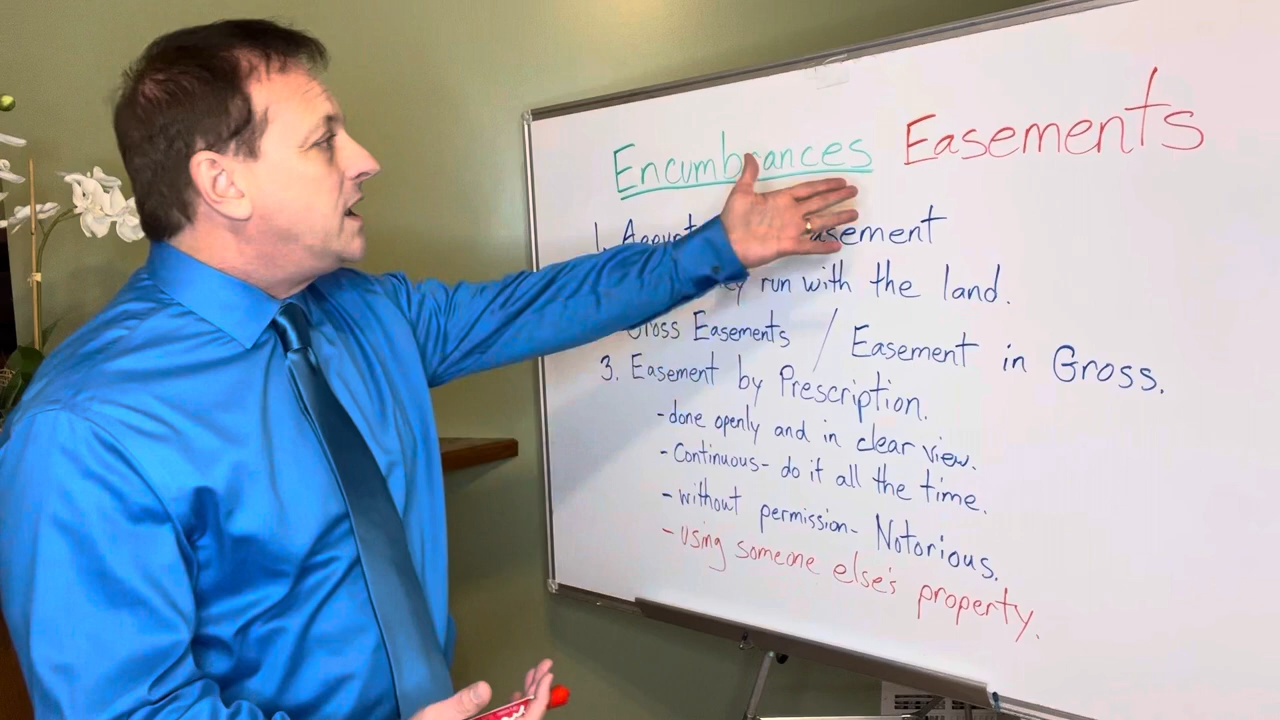 Encumbrances Easements
1. easement
run with the land.
Gross Easements / Easement in Gross.
3. Easement by Prescription.
-done openly and in clear view.
-Continuous- do it all the time.
-without permission- Notorious.
-using someone else's property.